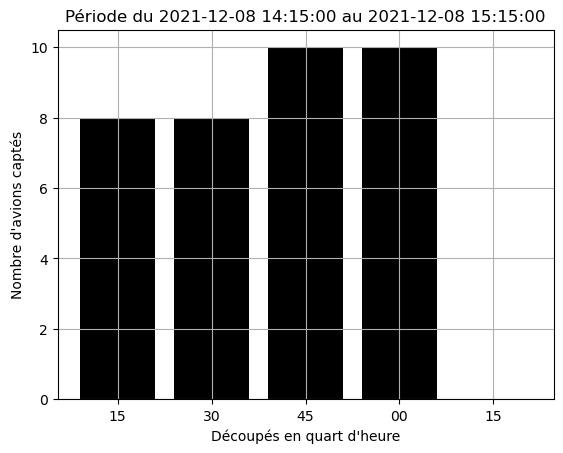 Période du 2021-12-08 14:15:00 au 2021-12-08 15:15:00
10
8
6
4
2
0
Nombre d'avions captés
15 30 45 00 15
Découpés en quart d'heure